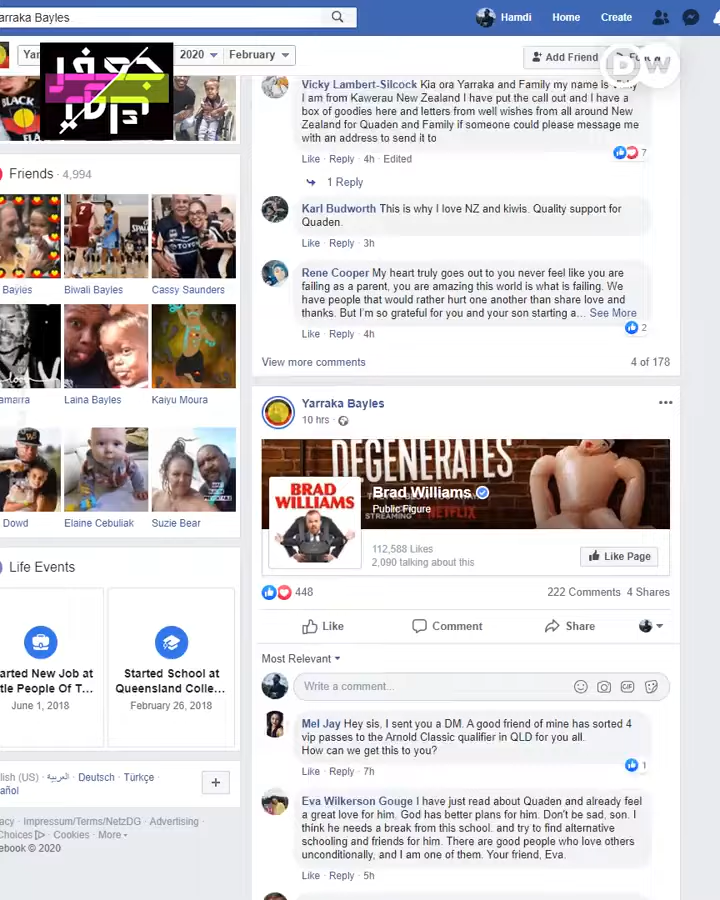 arraka Bayles
Hamdi Home Create
Yar 2020 February
Add Friend Follow
جعفر
توك
DW
Vicky Lambert-Silcock Kia ora Yarraka and Family my name is Vicky
I am from Kawerau New Zealand I have put the call out and I have a
box of goodies here and letters from well wishes from all around New
Zealand for Quaden and Family if someone could please message me
with an address to send it to
Like · Reply · 4h · Edited
7
1 Reply
Karl Budworth This is why I love NZ and kiwis. Quality support for
Quaden.
Like · Reply · 3h
Rene Cooper My heart truly goes out to you never feel like you are
failing as a parent, you are amazing this world is what is failing. We
have people that would rather hurt one another than share love and
thanks. But I'm so grateful for you and your son starting a... See More
2
Like · Reply · 4h
View more comments
4 of 178
BLACK
Friends · 4,994
SPAL
TOYO
Bayles
Biwali Bayles
Cassy Saunders
amarra
Laina Bayles
Kaiyu Moura
Dowd
Elaine Cebuliak
Suzie Bear
Life Events
arted New Job at
tle People Of T...
June 1, 2018
Started School at
Queensland Colle...
February 26, 2018
lish (US) · العربية · Deutsch · Türkçe ·
añol
acy · Impressum/Terms/NetzDG · Advertising ·
Choices · Cookies · More
ebook © 2020
Yarraka Bayles
10 hrs ·
DEGENERATES
STREAMING NETFLIX
BRAD
WILLIAMS
Brad Williams
Public Figure
112,588 Likes
2,090 talking about this
Like Page
448
222 Comments 4 Shares
Like Comment Share
Most Relevant
Write a comment...
GIF
Mel Jay Hey sis, I sent you a DM. A good friend of mine has sorted 4
vip passes to the Arnold Classic qualifier in QLD for you all.
How can we get this to you?
1
Like · Reply · 7h
Eva Wilkerson Gouge I have just read about Quaden and already feel
a great love for him. God has better plans for him. Don't be sad, son. I
think he needs a break from this school. and try to find alternative
schooling and friends for him. There are good people who love others
unconditionally, and I am one of them. Your friend, Eva.
Like · Reply · 5h